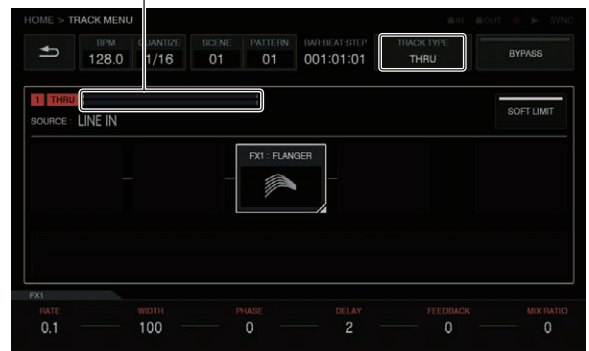 HOME > TRACK MENU IN OUT SYNC
BPM QUANTIZE SCENE PATTERN BAR:BEAT:STEP TRACK TYPE
128.0 1/16 01 01 001:01:01 THRU BYPASS
1 THRU
SOURCE : LINE IN SOFT LIMIT
FX1 : FLANGER
FX1
RATE WIDTH PHASE DELAY FEEDBACK MIX RATIO
0.1 100 0 2 0 0